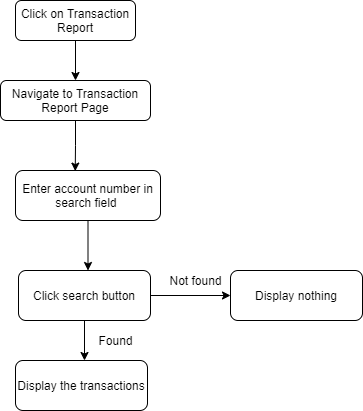 Click on Transaction
Report
Navigate to Transaction
Report Page
Enter account number in
search field
Click search button
Not found
Display nothing
Found
Display the transactions